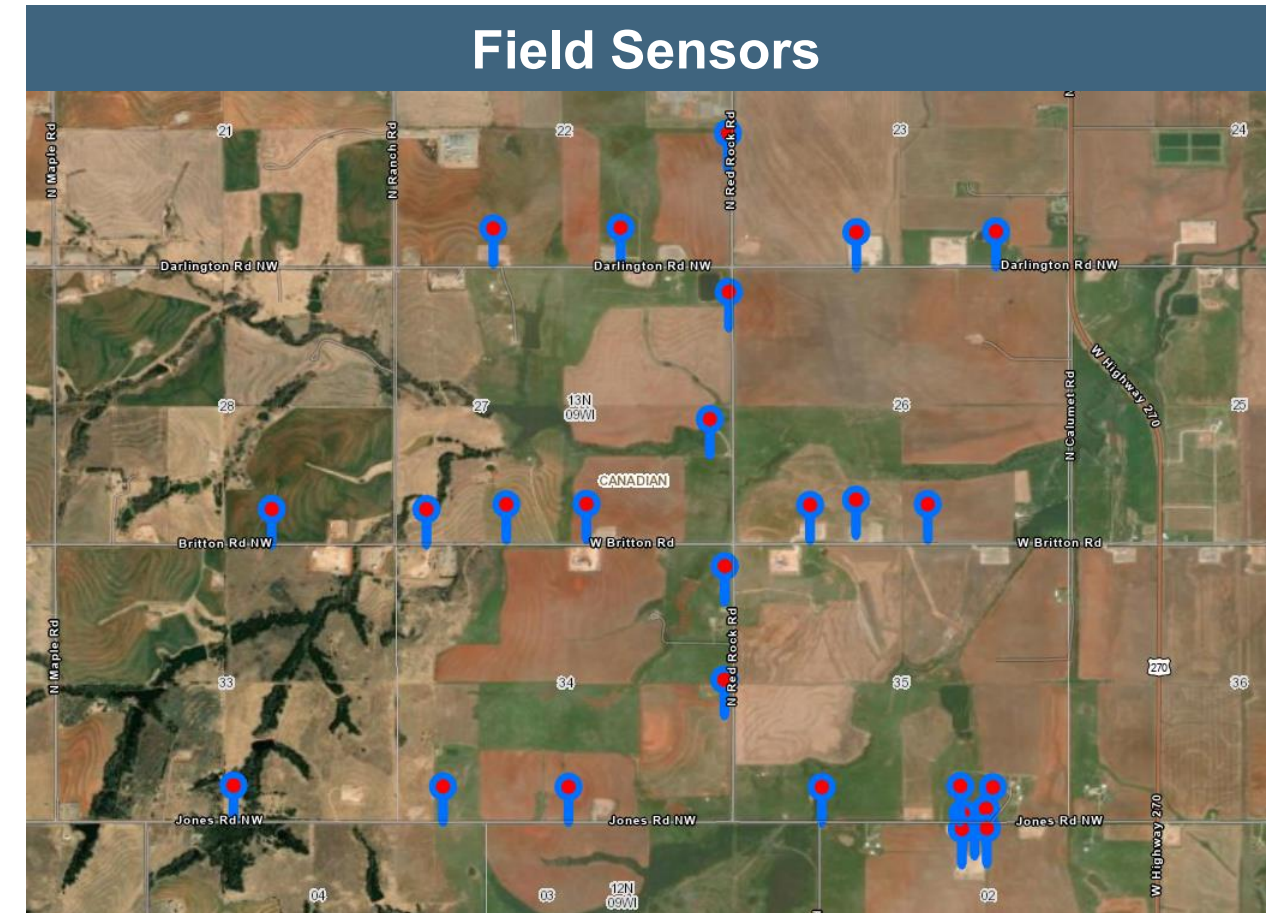 Field Sensors
N Maple Rd
21
N Ranch Rd
22
N Red Rock Rd
23
N
24
Darlington Rd NW
Darlington Rd NW
Darlington Rd NW
W Highway 270
28
27
13N
09WI
26
N Calumet Rd
25
CANADIAN
Britton Rd NW
W Britton Rd
W Britton Rd
N Maple Rd
33
34
N Red Rock Rd
35
270
36
Jones Rd NW
Jones Rd NW
Jones Rd NW
W Highway 270
04
03
12N
09WI
02